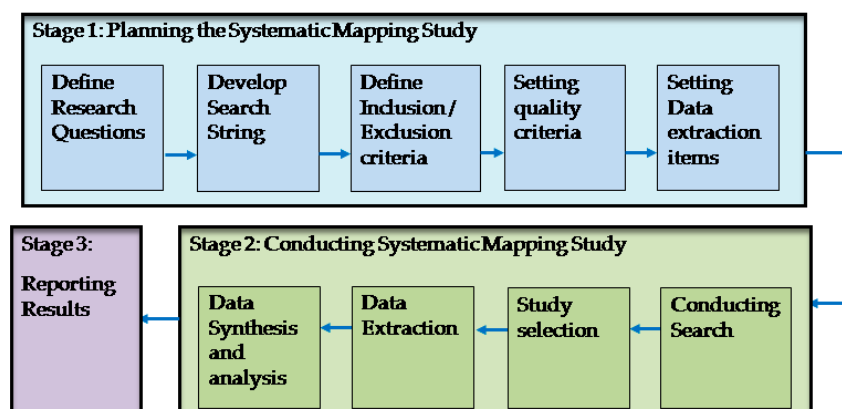 Stage 1: Planning the Systematic Mapping Study
Define
Research
Questions
Develop
Search
String
Define
Inclusion/
Exclusion
criteria
Setting
quality
criteria
Setting
Data
extraction
items
Stage 2: Conducting Systematic Mapping Study
Conducting
Search
Study
selection
Data
Extraction
Data
Synthesis
and
analysis
Stage 3:
Reporting
Results